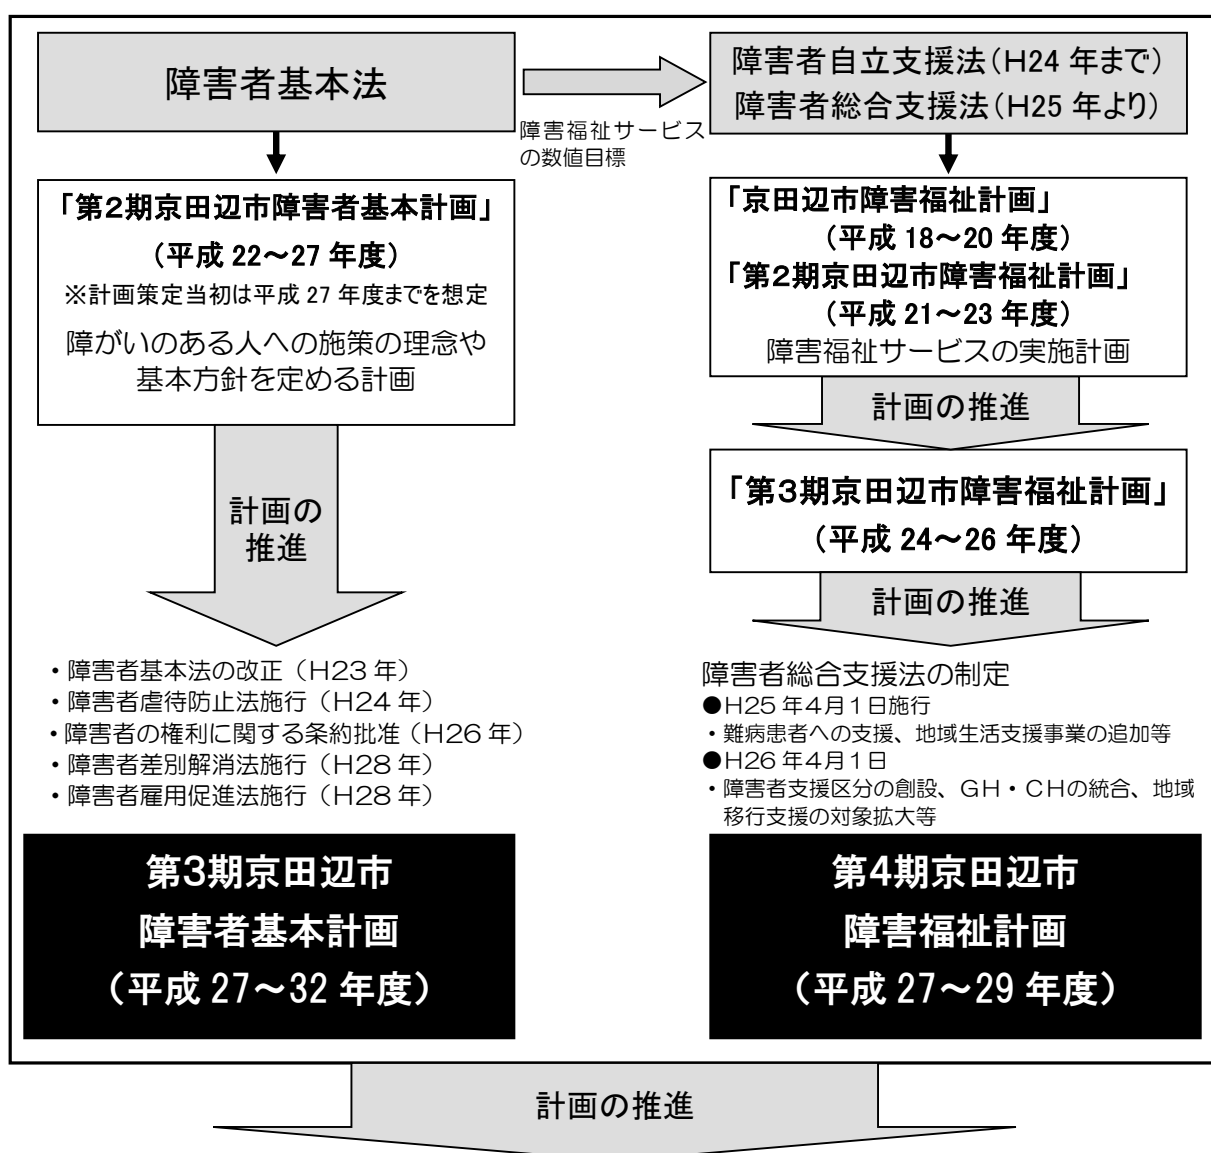 障害者基本法
障害福祉サービス
の数値目標
障害者自立支援法（H24 年まで）
障害者総合支援法（H25 年より）
「第２期京田辺市障害者基本計画」
（平成 22～27 年度）
※計画策定当初は平成 27 年度までを想定
障がいのある人への施策の理念や
基本方針を定める計画
計画の
推進
・障害者基本法の改正（H23 年）
・障害者虐待防止法施行（H24 年）
・障害者の権利に関する条約批准（H26 年）
・障害者差別解消法施行（H28 年）
・障害者雇用促進法施行（H28 年）
第３期京田辺市
障害者基本計画
（平成 27～32 年度）
「京田辺市障害福祉計画」
（平成 18～20 年度）
「第２期京田辺市障害福祉計画」
（平成 21～23 年度）
障害福祉サービスの実施計画
計画の推進
「第３期京田辺市障害福祉計画」
（平成 24～26 年度）
計画の推進
障害者総合支援法の制定
●H25 年４月１日施行
・難病患者への支援、地域生活支援事業の追加等
●H26 年４月１日
・障害者支援区分の創設、ＧＨ・ＣＨの統合、地域
移行支援の対象拡大等
第４期京田辺市
障害福祉計画
（平成 27～29 年度）
計画の推進